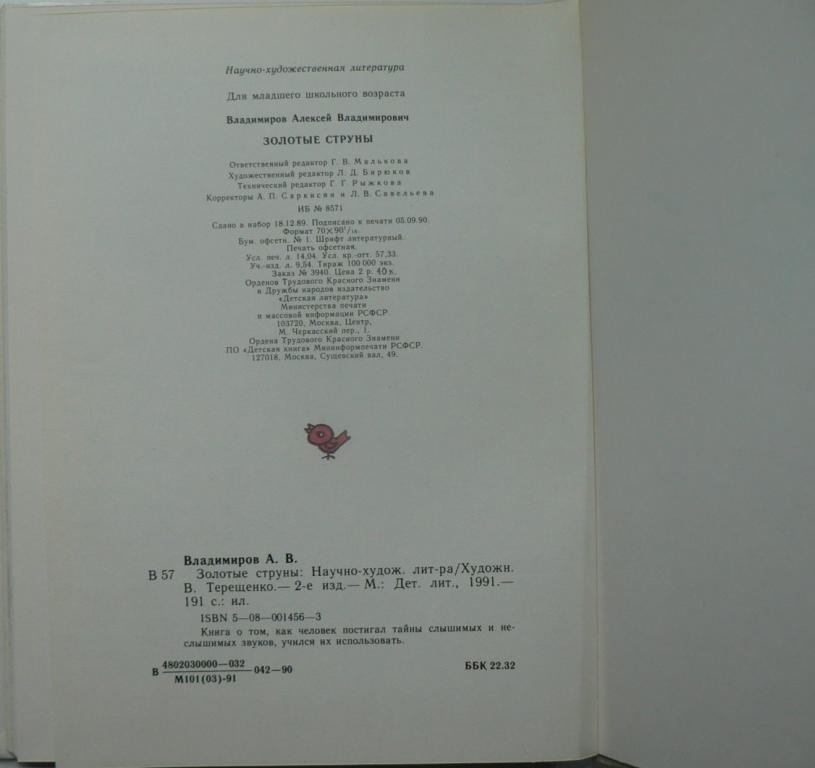 Научно-художественная литература
Для младшего школьного возраста
Владимиров Алексей Владимирович
ЗОЛОТЫЕ СТРУНЫ
Ответственный редактор Г. В. Малькова
Художественный редактор Л. Д. Бирюков
Технический редактор Г. Г. Рыжкова
Корректоры А. П. Саркисян и Л. В. Савельева
ИБ № 8571
Сдано в набор 18.12.89. Подписано к печати 05.09.90.
Формат 70×90¹/₁₆.
Бум. офсетн. № 1. Шрифт литературный.
Печать офсетная.
Усл. печ. л. 14,04. Усл. кр.-отт. 57,33.
Уч.-изд. л. 9,54. Тираж 100 000 экз.
Заказ № 3940. Цена 2 р. 40 к.
Орденов Трудового Красного Знамени
и Дружбы народов издательство
«Детская литература»
Министерства печати
и массовой информации РСФСР.
103720, Москва, Центр,
М. Черкасский пер., 1.
Ордена Трудового Красного Знамени
ПО «Детская книга» Мининформпечати РСФСР.
127018, Москва, Сущевский вал, 49.
Владимиров А. В.
В 57 Золотые струны: Научно-худож. лит-ра/Художн.
В. Терещенко.— 2-е изд.— М.: Дет. лит., 1991.—
191 с.: ил.
ISBN 5—08—001456—3
Книга о том, как человек постигал тайны слышимых и не-
слышимых звуков, учился их использовать.
В 4802030000—032 042—90 ББК 22.32
М101(03)-91